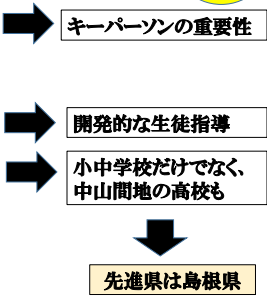 キーパーソンの重要性
開発的な生徒指導
小中学校だけでなく、
中山間地の高校も
先進県は島根県